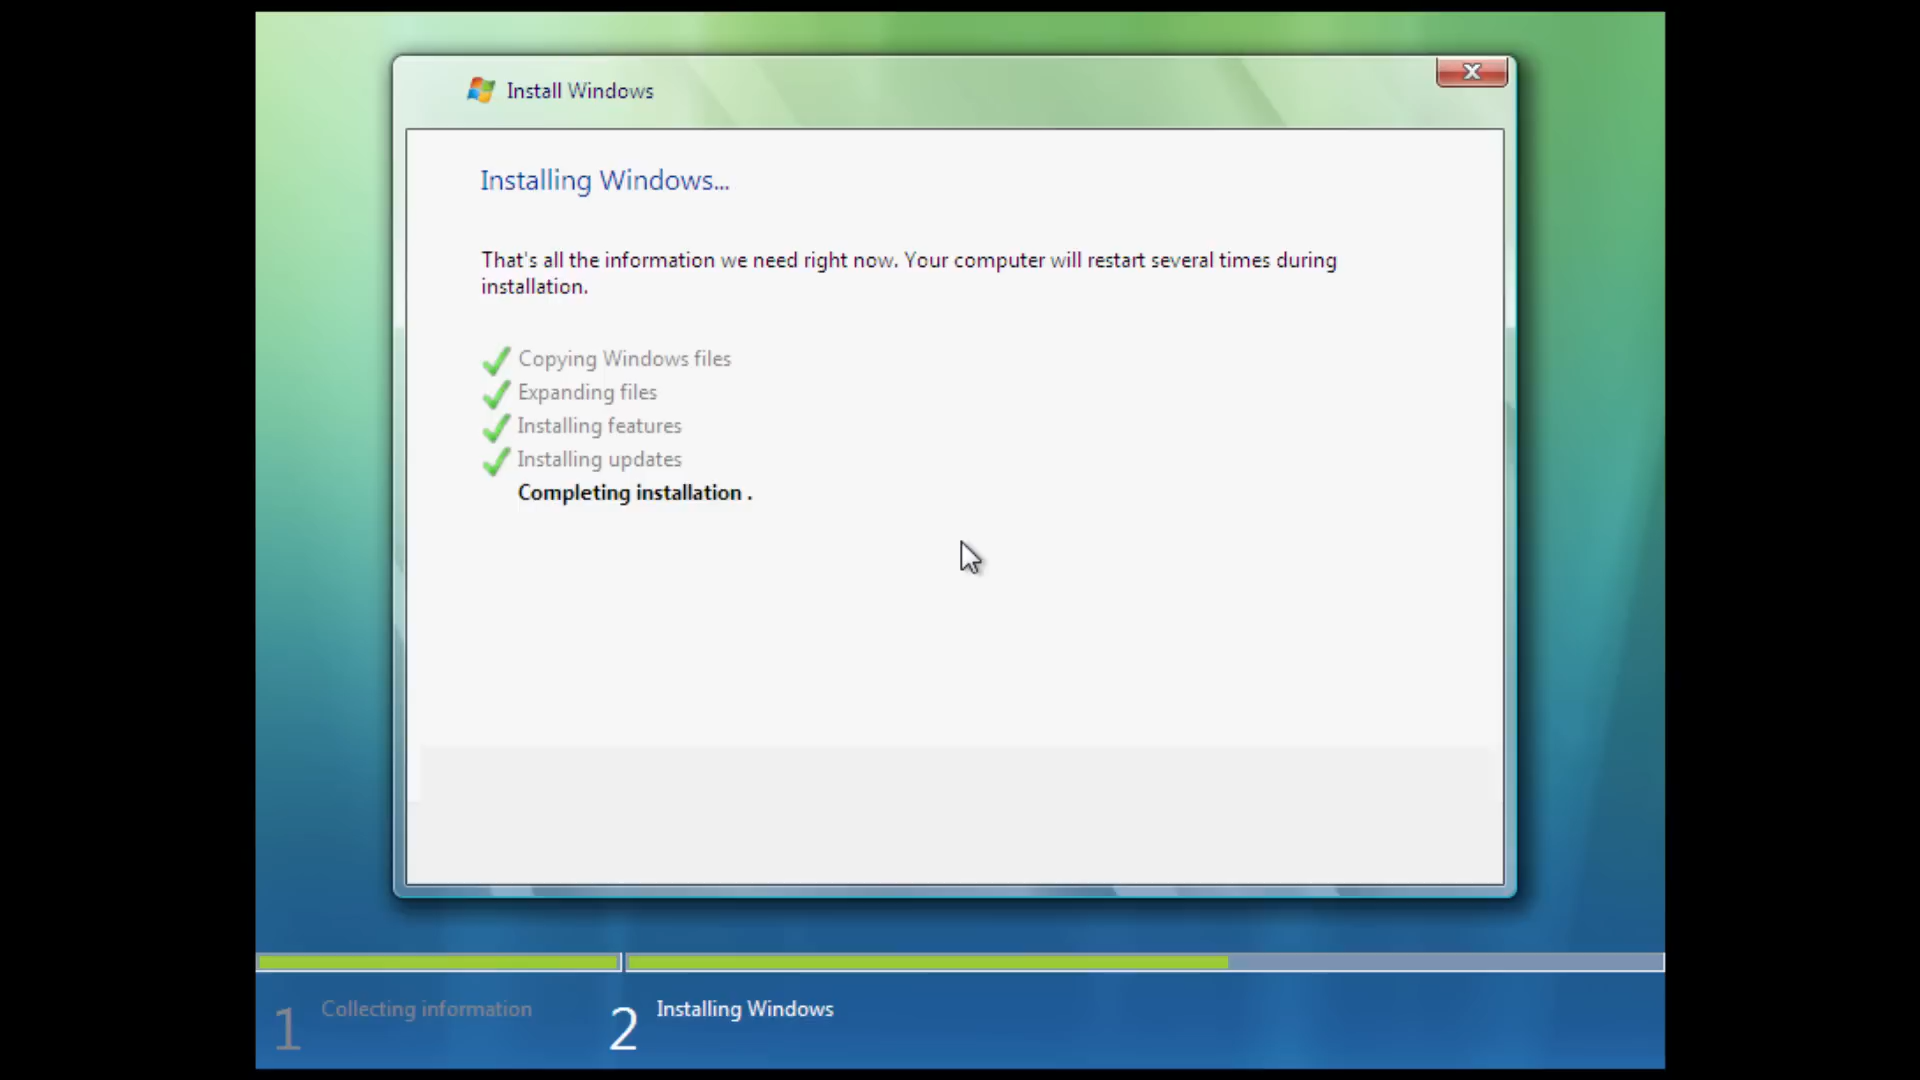 Install Windows
Installing Windows...
That's all the information we need right now. Your computer will restart several times during
installation.
Copying Windows files
Expanding files
Installing features
Installing updates
Completing installation .
1 Collecting information
2 Installing Windows